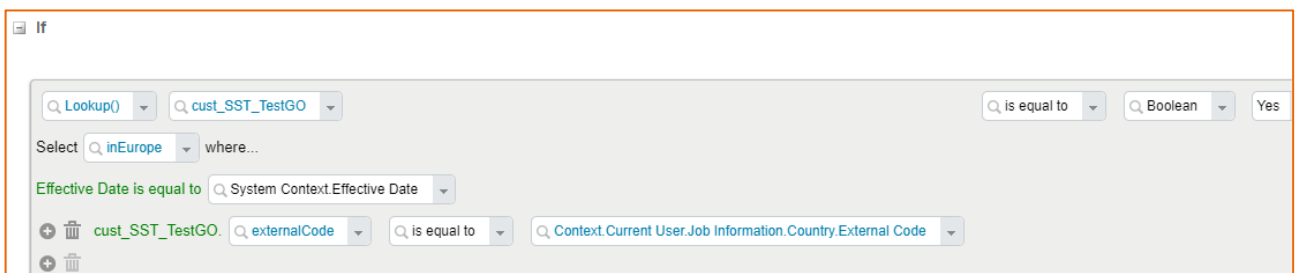 If
Lookup() cust_SST_TestGO is equal to Boolean Yes
Select inEurope where...
Effective Date is equal to System Context.Effective Date
cust_SST_TestGO. externalCode is equal to Context.Current User.Job Information.Country.External Code